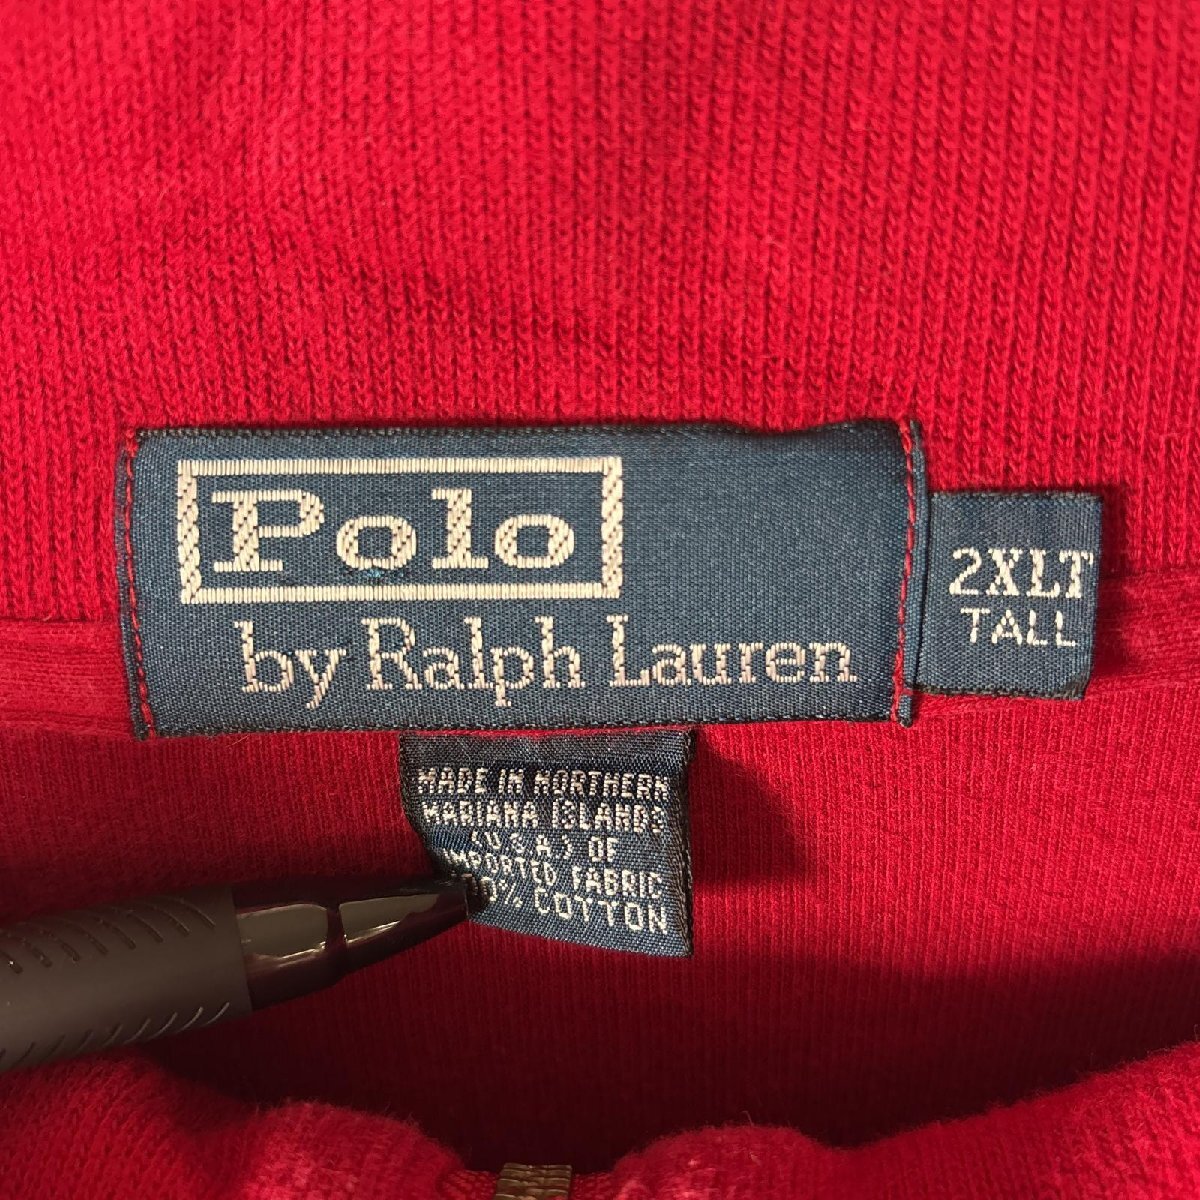 Polo
by Ralph Lauren
2XLT
TALL
MADE IN NORTHERN
MARIANA ISLANDS
(U.S.A.) OF
IMPORTED FABRIC
COTTON